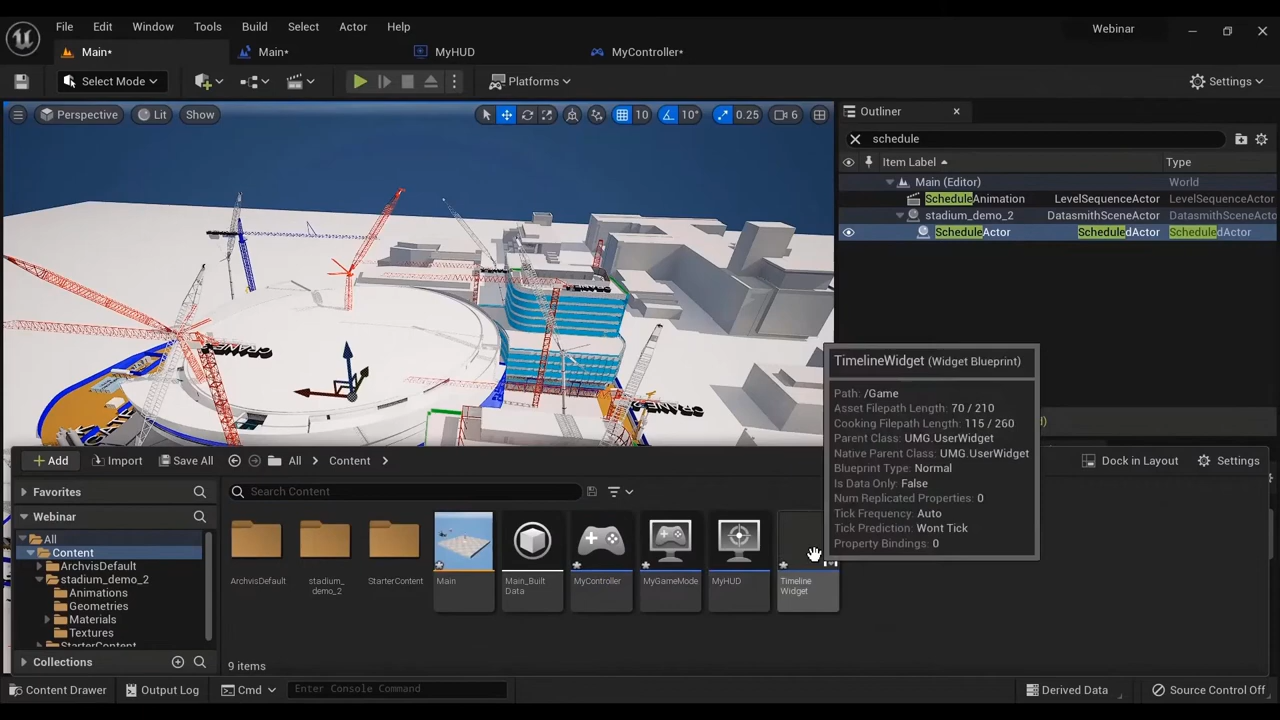 File Edit Window Tools Build Select Actor Help
Webinar
Main* Main* MyHUD MyController*
Select Mode Platforms Settings
Perspective Lit Show 10 10° 0.25 6
Outliner
schedule
Item Label Type
Main (Editor) World
ScheduleAnimation LevelSequenceActor LevelSequenceActor
stadium_demo_2 DatasmithSceneActor DatasmithSceneActor
ScheduleActor ScheduledActor ScheduledActor
TimelineWidget (Widget Blueprint)
Path: /Game
Asset Filepath Length: 70 / 210
Cooking Filepath Length: 115 / 260
Parent Class: UMG.UserWidget
Native Parent Class: UMG.UserWidget
Blueprint Type: Normal
Is Data Only: False
Num Replicated Properties: 0
Tick Frequency: Auto
Tick Prediction: Wont Tick
Property Bindings: 0
Add Import Save All All Content Dock in Layout Settings
Favorites
Search Content
Webinar
All
Content
ArchvisDefault
stadium_demo_2
Animations
Geometries
Materials
Textures
StarterContent
Collections
ArchvisDefault
stadium_
demo_2
StarterContent
Main
Main_Built
Data
MyController
MyGameMode
MyHUD
Timeline
Widget
9 items
Content Drawer Output Log Cmd Enter Console Command Derived Data Source Control Off